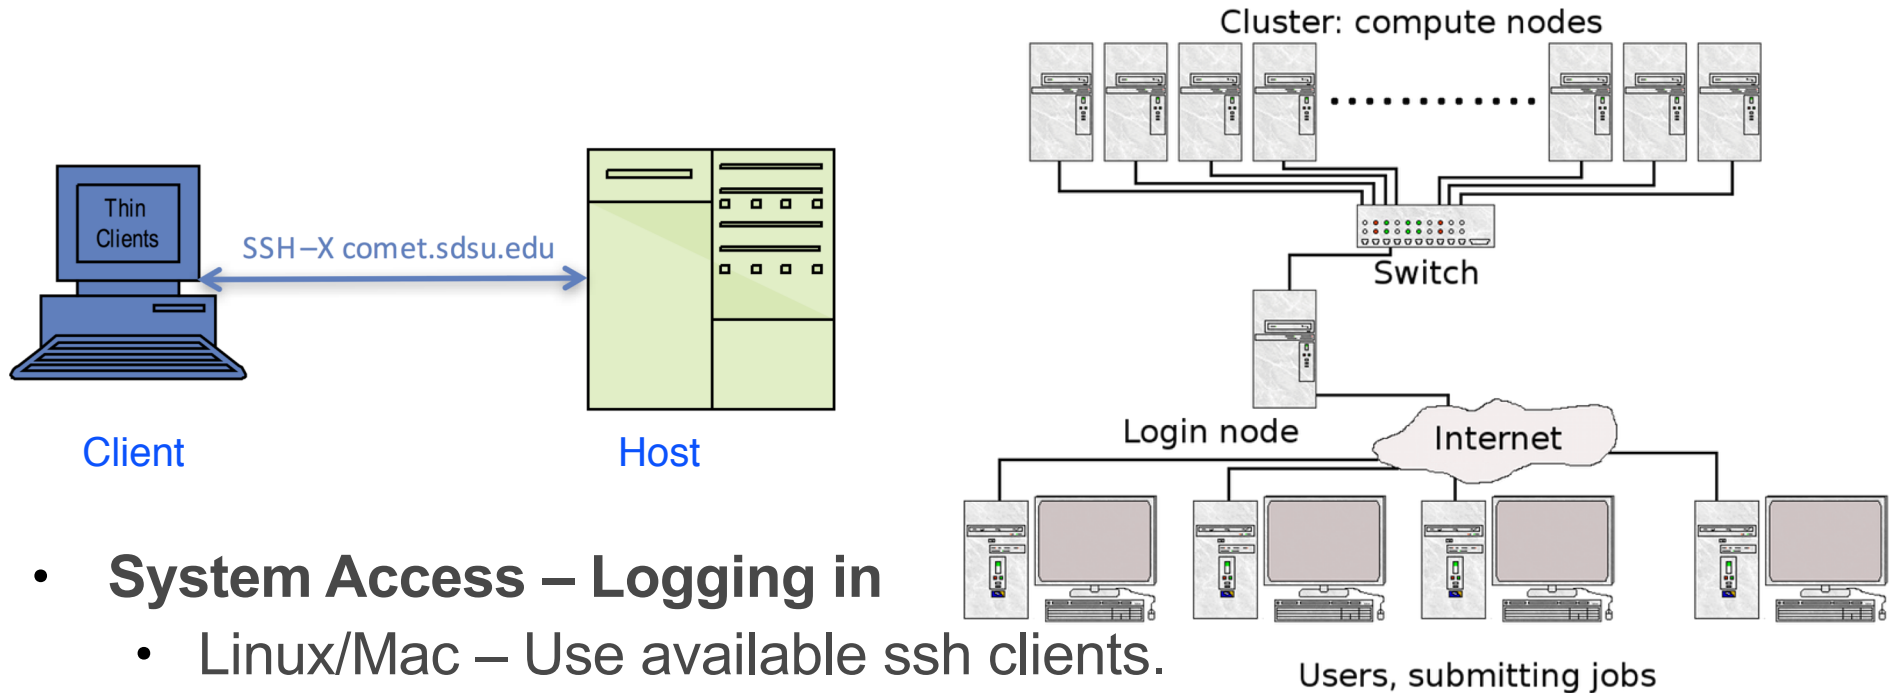 Cluster: compute nodes
Thin
Clients
SSH–X comet.sdsu.edu
Switch
Client
Host
Login node
Internet
• System Access – Logging in
• Linux/Mac – Use available ssh clients.
Users, submitting jobs